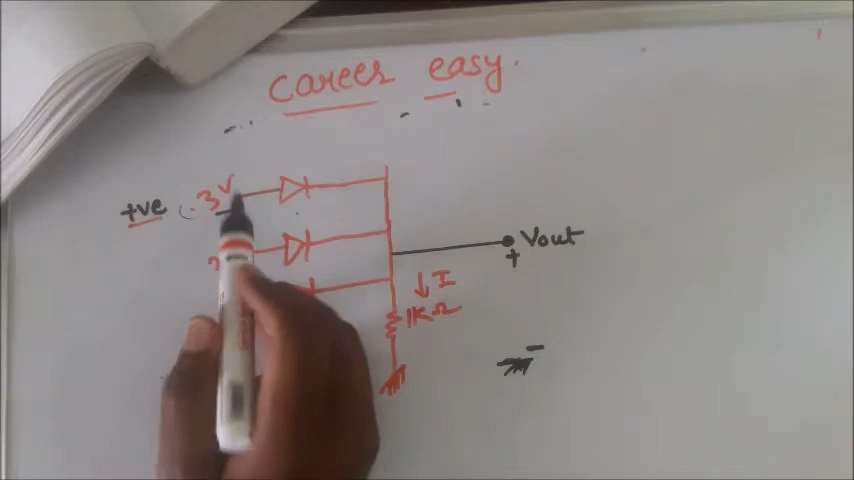 career easy.
+ve
3V
Vout
+
I
1KΩ
-